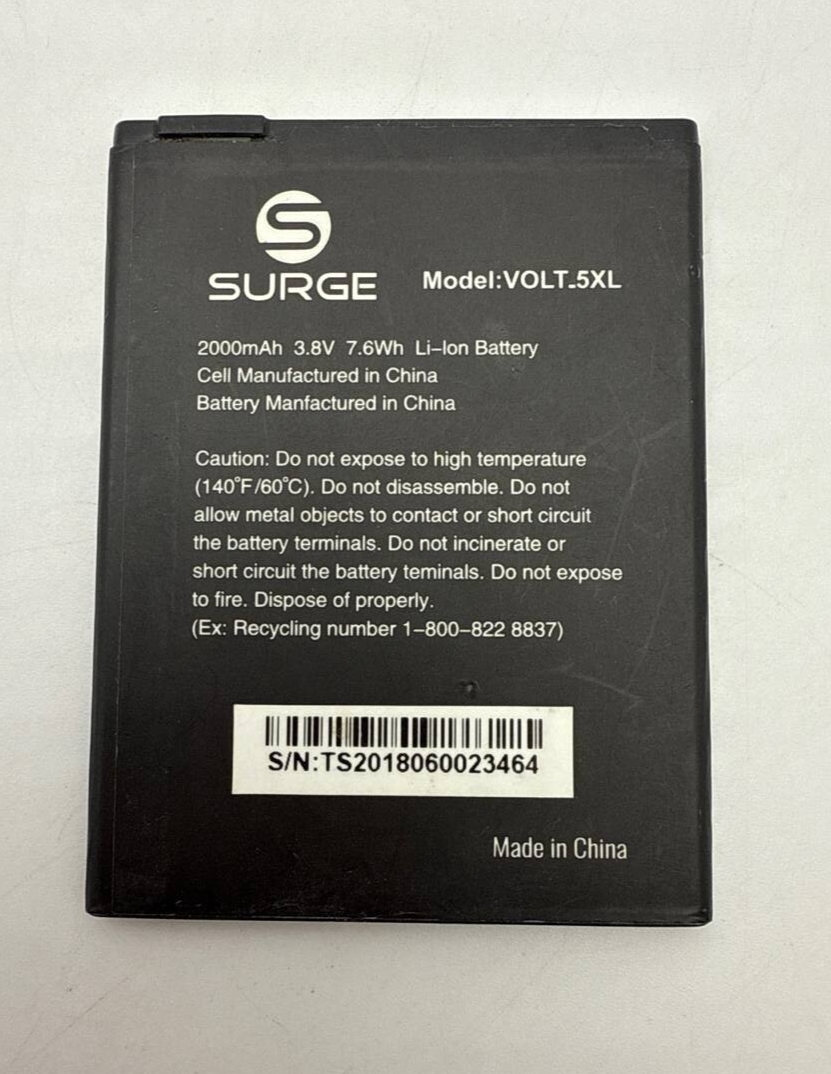 SURGE
Model:VOLT.5XL
2000mAh 3.8V 7.6Wh Li-Ion Battery
Cell Manufactured in China
Battery Manfactured in China
Caution: Do not expose to high temperature
(140°F/60°C). Do not disassemble. Do not
allow metal objects to contact or short circuit
the battery terminals. Do not incinerate or
short circuit the battery teminals. Do not expose
to fire. Dispose of properly.
(Ex: Recycling number 1-800-822 8837)
S/N:TS2018060023464
Made in China